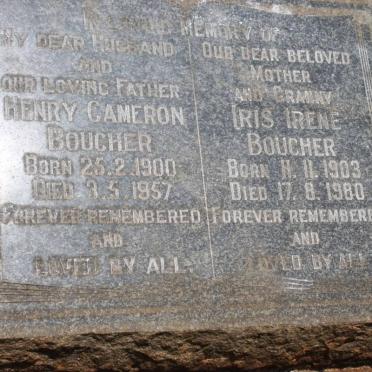 IN LOVING MEMORY OF
MY DEAR HUSBAND
AND
OUR LOVING FATHER
HENRY CAMERON
BOUCHER
BORN 25.2.1900
DIED 3.5.1957
FOREVER REMEMBERED
AND
LOVED BY ALL.
OUR DEAR BELOVED
MOTHER
AND GRANNY
IRIS IRENE
BOUCHER
BORN 11.11.1903
DIED 17.8.1980
FOREVER REMEMBERED
AND
LOVED BY ALL